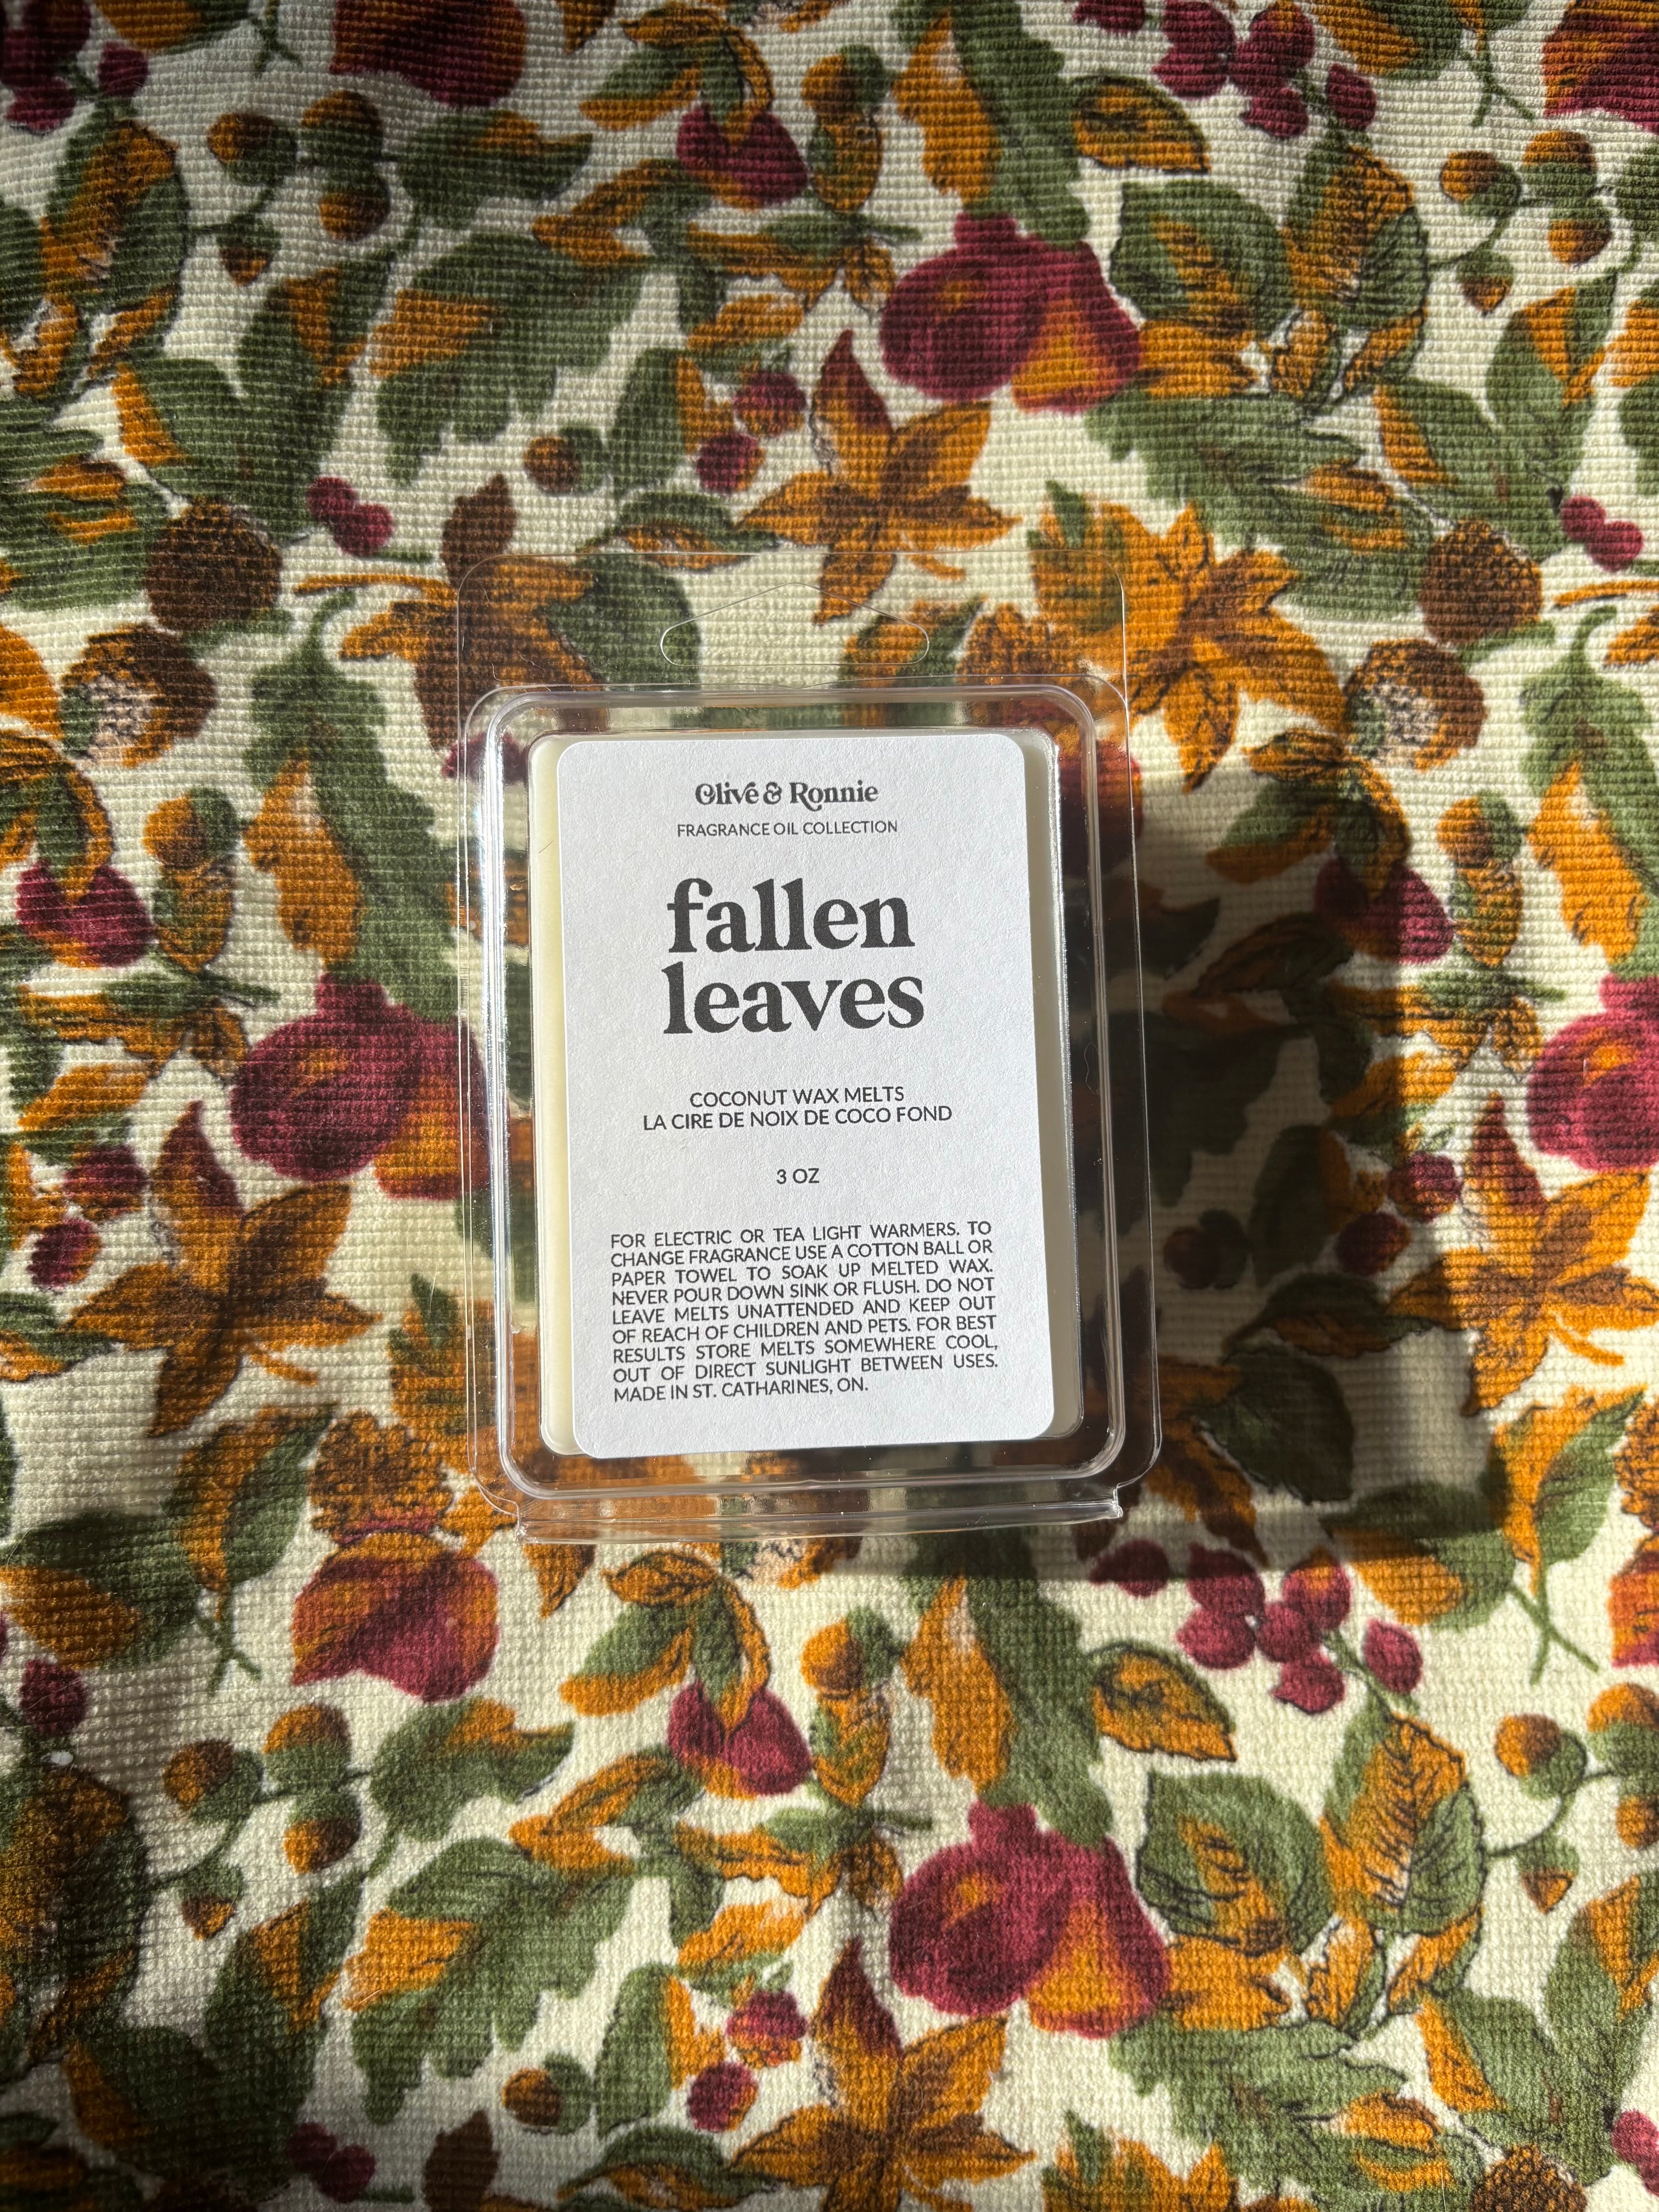 Olivé & Ronnie
FRAGRANCE OIL COLLECTION
fallen
leaves
COCONUT WAX MELTS
LA CIRE DE NOIX DE COCO FOND
3 OZ
FOR ELECTRIC OR TEA LIGHT WARMERS. TO
CHANGE FRAGRANCE USE A COTTON BALL OR
PAPER TOWEL TO SOAK UP MELTED WAX.
NEVER POUR DOWN SINK OR FLUSH. DO NOT
LEAVE MELTS UNATTENDED AND KEEP OUT
OF REACH OF CHILDREN AND PETS. FOR BEST
RESULTS STORE MELTS SOMEWHERE COOL,
OUT OF DIRECT SUNLIGHT BETWEEN USES.
MADE IN ST. CATHARINES, ON.